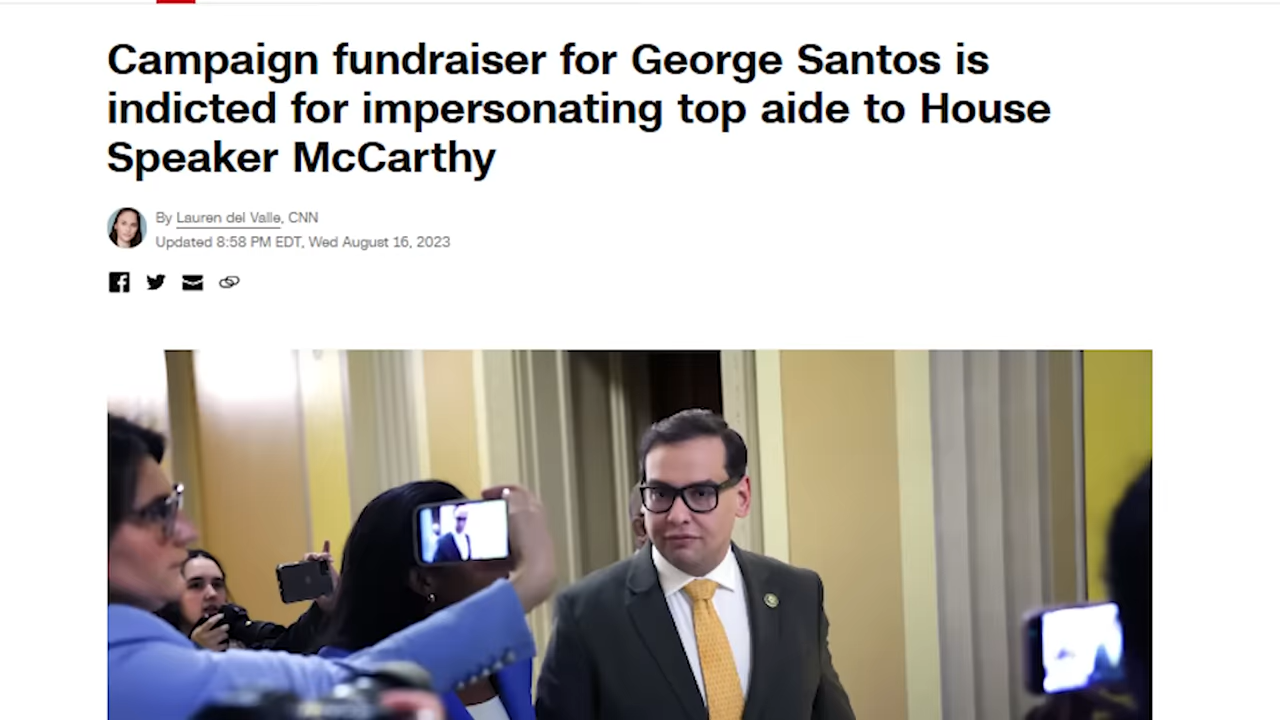 Campaign fundraiser for George Santos is
indicted for impersonating top aide to House
Speaker McCarthy
By Lauren del Valle, CNN
Updated 8:58 PM EDT, Wed August 16, 2023